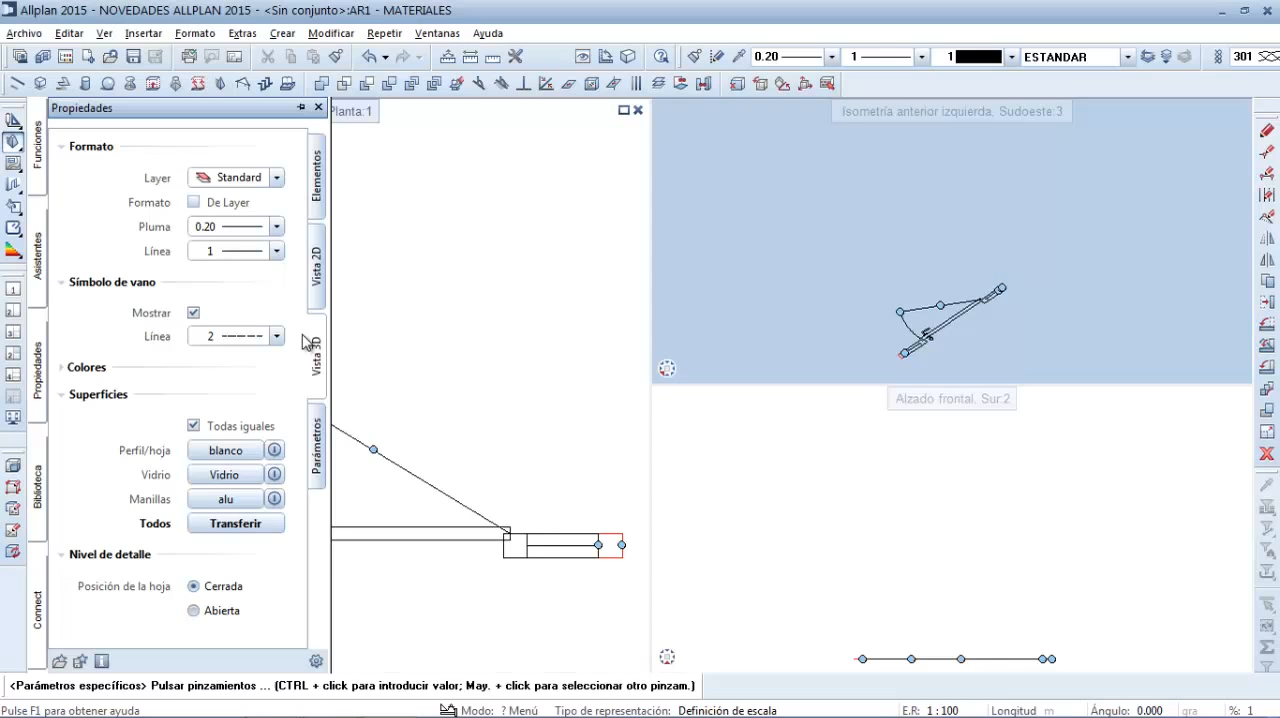 Allplan 2015 - NOVEDADES ALLPLAN 2015 - <Sin conjunto>:AR1 - MATERIALES
Archivo Editar Ver Insertar Formato Extras Crear Modificar Repetir Ventanas Ayuda
0.20 1 1 ESTANDAR 301
Propiedades
Planta:1
Isometría anterior izquierda, Sudoeste:3
Formato
Layer Standard
Formato De Layer
Pluma 0.20
Línea 1
Símbolo de vano
Mostrar
Línea 2
Colores
Superficies
Todas iguales
Perfil/hoja blanco
Vidrio Vidrio
Manillas alu
Todos Transferir
Nivel de detalle
Posición de la hoja Cerrada
Abierta
Funciones
Asistentes
Propiedades
Biblioteca
Connect
Elementos
Vista 2D
Vista 3D
Parámetros
Alzado frontal, Sur:2
<Parámetros específicos> Pulsar pinzamientos ... (CTRL + click para introducir valor; May. + click para seleccionar otro pinzam.)
Pulse F1 para obtener ayuda Modo: ? Menú Tipo de representación: Definición de escala E.R: 1 : 100 Longitud m Ángulo: 0.000 gra %: 1